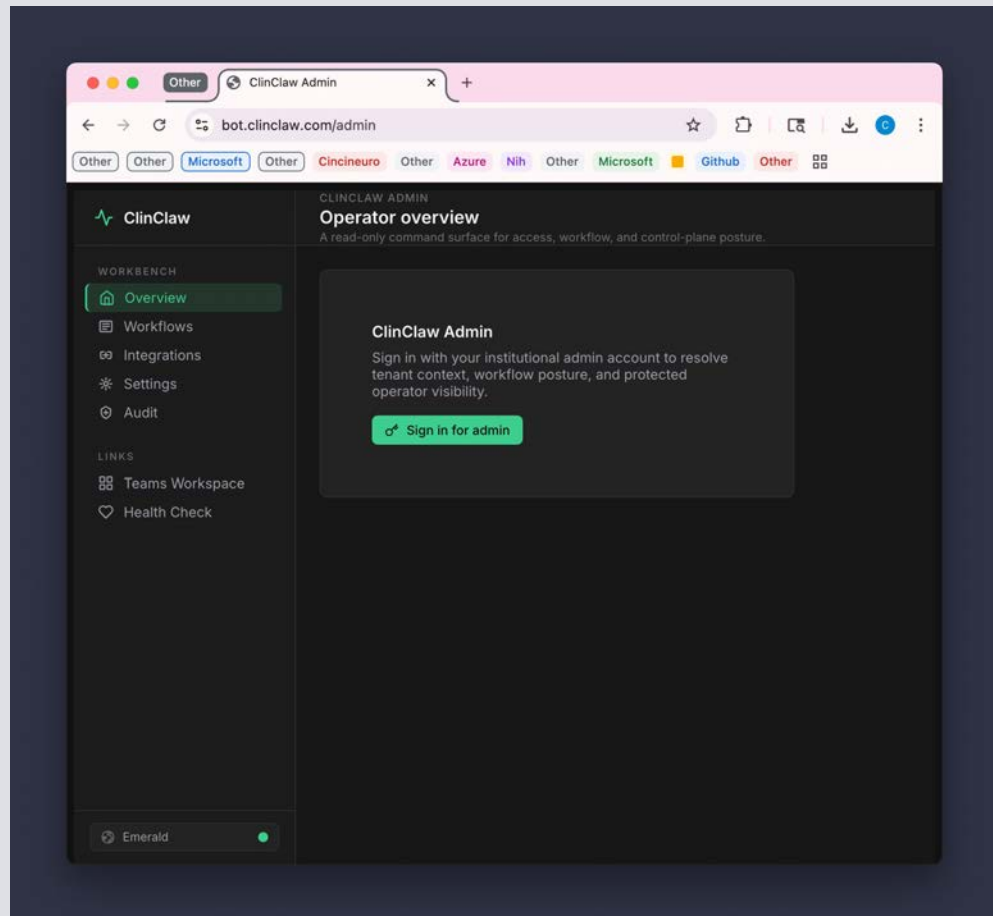 Other
ClinClaw Admin
bot.clinclaw.com/admin
C
Other Other Microsoft Other Cincineuro Other Azure Nih Other Microsoft Github Other
ClinClaw
CLINCLAW ADMIN
Operator overview
A read-only command surface for access, workflow, and control-plane posture.
WORKBENCH
Overview
Workflows
Integrations
Settings
Audit
LINKS
Teams Workspace
Health Check
ClinClaw Admin
Sign in with your institutional admin account to resolve
tenant context, workflow posture, and protected
operator visibility.
Sign in for admin
Emerald